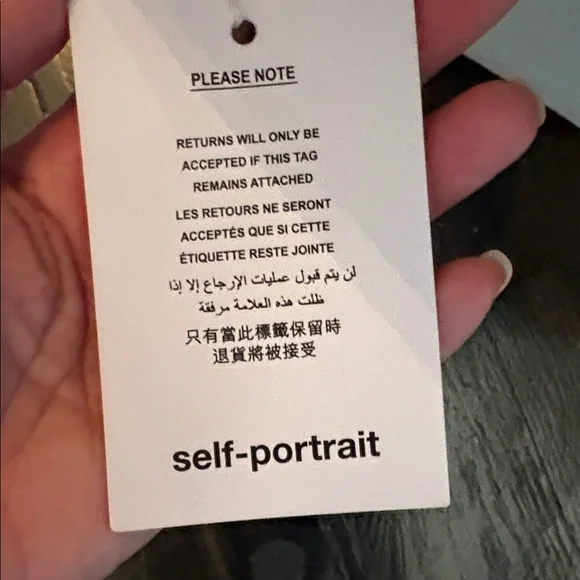 PLEASE NOTE
RETURNS WILL ONLY BE
ACCEPTED IF THIS TAG
REMAINS ATTACHED
LES RETOURS NE SERONT
ACCEPTÉS QUE SI CETTE
ÉTIQUETTE RESTE JOINTE
لن يتم قبول عمليات الإرجاع إلا إذا
ظلت هذه العلامة مرفقة
只有當此標籤保留時
退貨將被接受
self-portrait